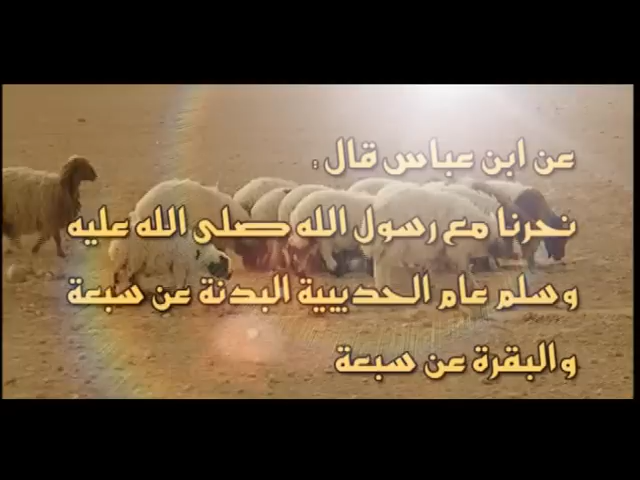 عن ابن عباس قال :
نحرنا مع رسول الله صلى الله عليه
وسلم عام الحديبية البدنة عن سبعة
والبقرة عن سبعة